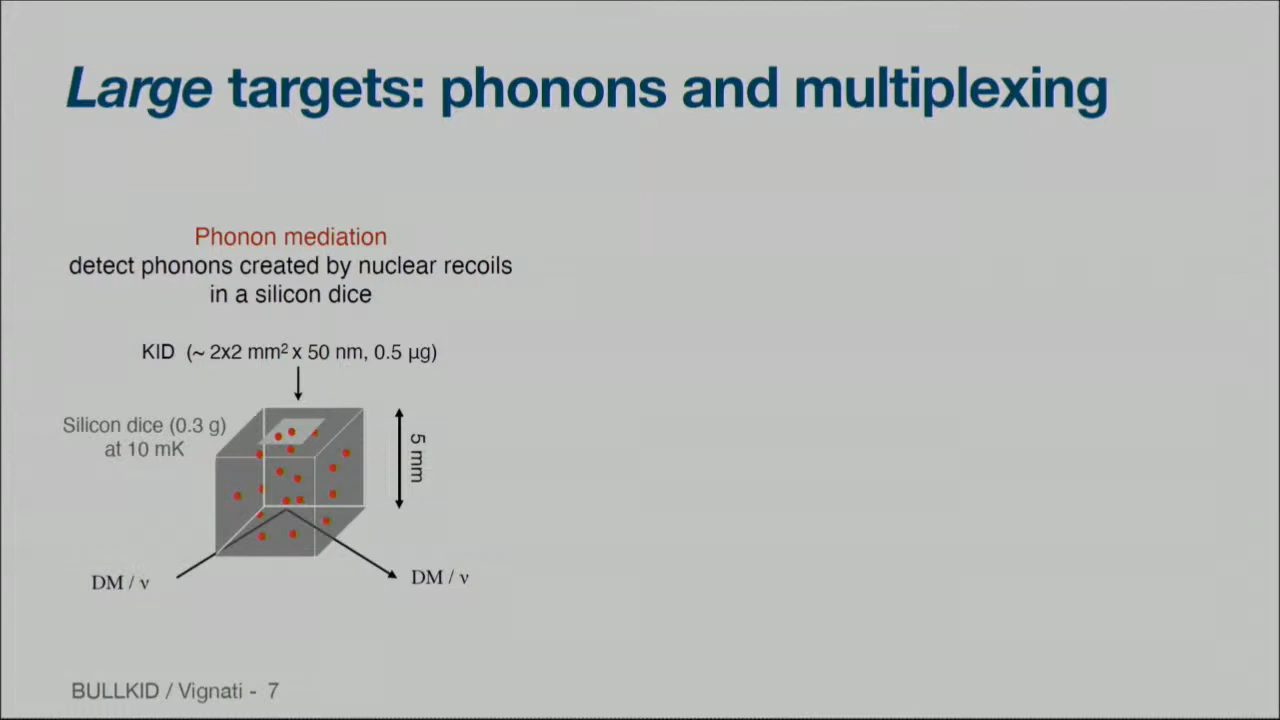 Large targets: phonons and multiplexing
Phonon mediation
detect phonons created by nuclear recoils
in a silicon dice
KID (~ 2x2 mm² x 50 nm, 0.5 µg)
Silicon dice (0.3 g)
at 10 mK
5 mm
DM / ν
DM / ν
BULLKID / Vignati - 7